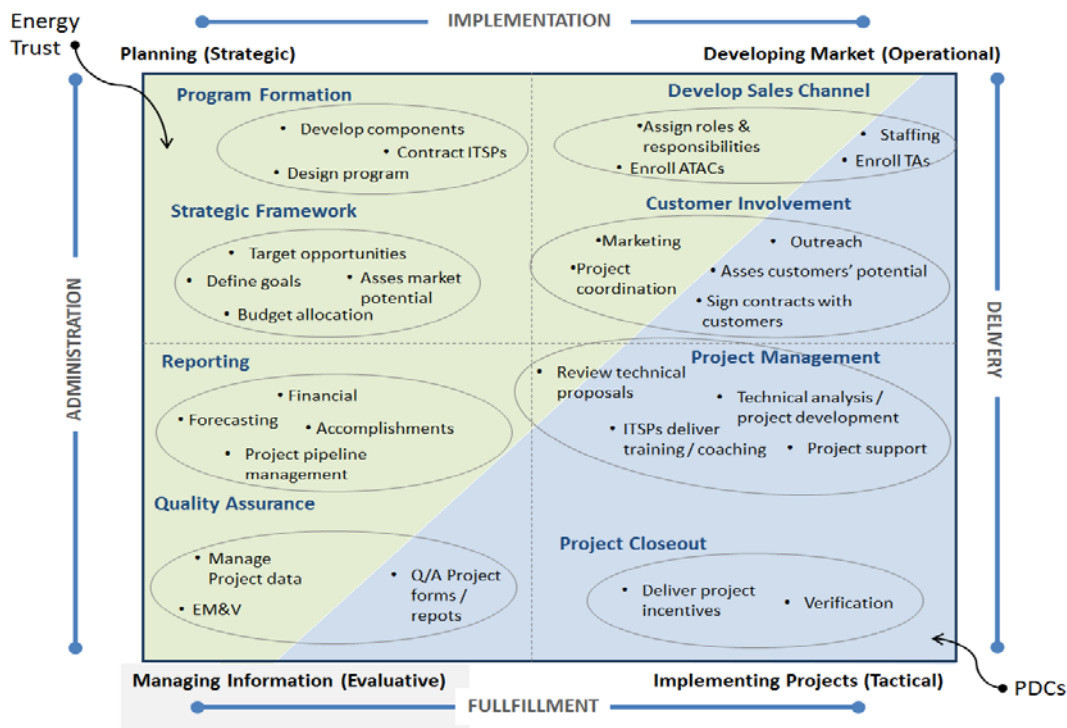 Energy
Trust
IMPLEMENTATION
Planning (Strategic)
Developing Market (Operational)
Program Formation
• Develop components
• Contract ITSPs
• Design program
Develop Sales Channel
•Assign roles &
responsibilities
• Enroll ATACs
• Staffing
• Enroll TAs
Strategic Framework
• Target opportunities
• Define goals
• Asses market
potential
• Budget allocation
Customer Involvement
•Marketing
•Project
coordination
• Outreach
• Asses customers’ potential
• Sign contracts with
customers
ADMINISTRATION
DELIVERY
Reporting
• Financial
• Forecasting
• Accomplishments
• Project pipeline
management
Project Management
• Review technical
proposals
• Technical analysis /
project development
• ITSPs deliver
training / coaching
• Project support
Quality Assurance
• Manage
Project data
• EM&V
• Q/A Project
forms /
repots
Project Closeout
• Deliver project
incentives
• Verification
Managing Information (Evaluative)
Implementing Projects (Tactical)
PDCs
FULLFILLMENT